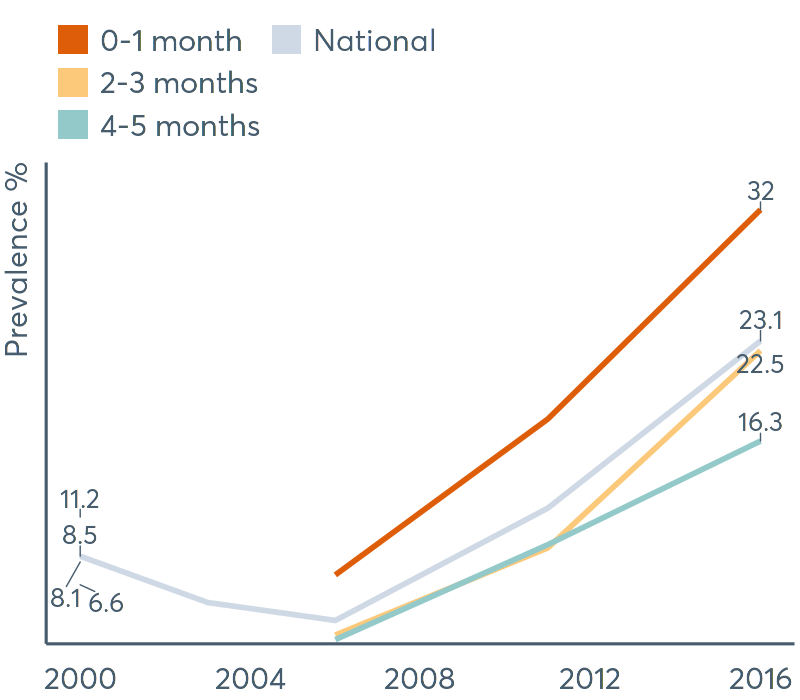 0-1 month National
2-3 months
4-5 months
Prevalence %
32
23.1
22.5
16.3
11.2
8.5
8.1 6.6
2000 2004 2008 2012 2016